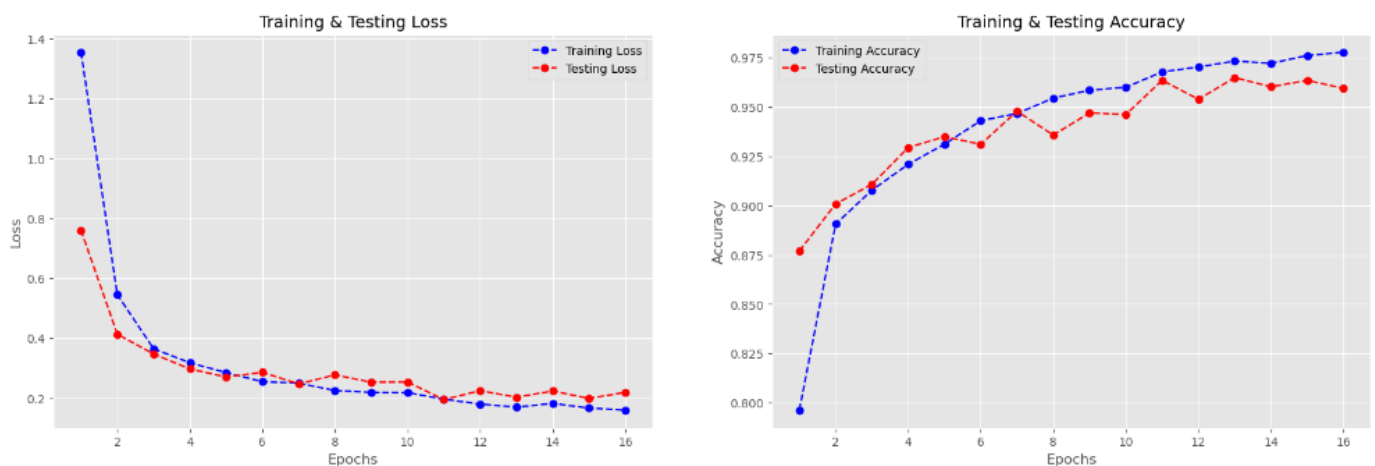 Training & Testing Loss
1.4
1.2
1.0
0.8
0.6
0.4
0.2
Loss
Training Loss
Testing Loss
2 4 6 8 10 12 14 16
Epochs
Training & Testing Accuracy
0.975
0.950
0.925
0.900
0.875
0.850
0.825
0.800
Accuracy
Training Accuracy
Testing Accuracy
2 4 6 8 10 12 14 16
Epochs